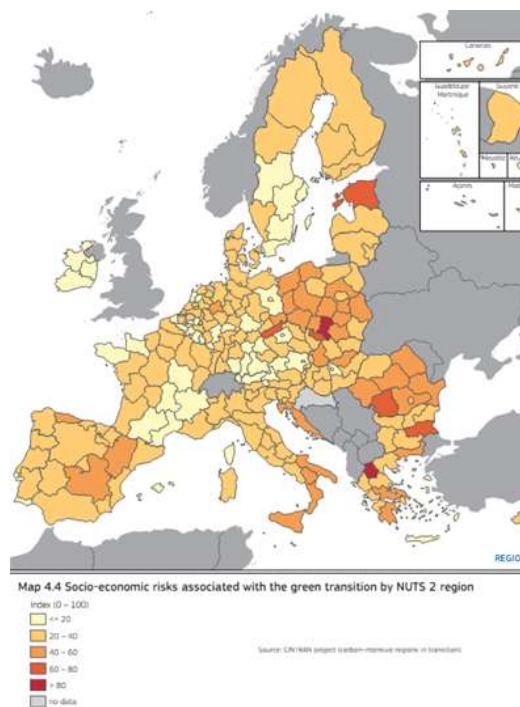 Canarias
Guadeloupe
Martinique
Guyane
Mayotte
Açores
REGIO
Map 4.4 Socio-economic risks associated with the green transition by NUTS 2 region
Index (0 – 100)
<= 20
20 – 40
40 – 60
60 – 80
> 80
no data
Source: CINTRAN project (carbon-intensive regions in transition)